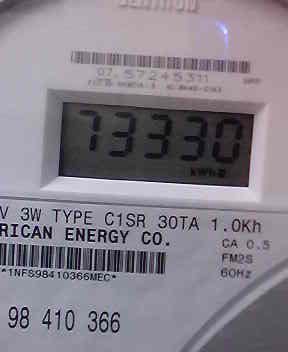 CENTRON
07 57245311
73330
kWh
V 3W TYPE C1SR 30TA 1.0Kh
RICAN ENERGY CO.
CA 0.5
FM2S
60Hz
*1NFS98410366MEC*
98 410 366